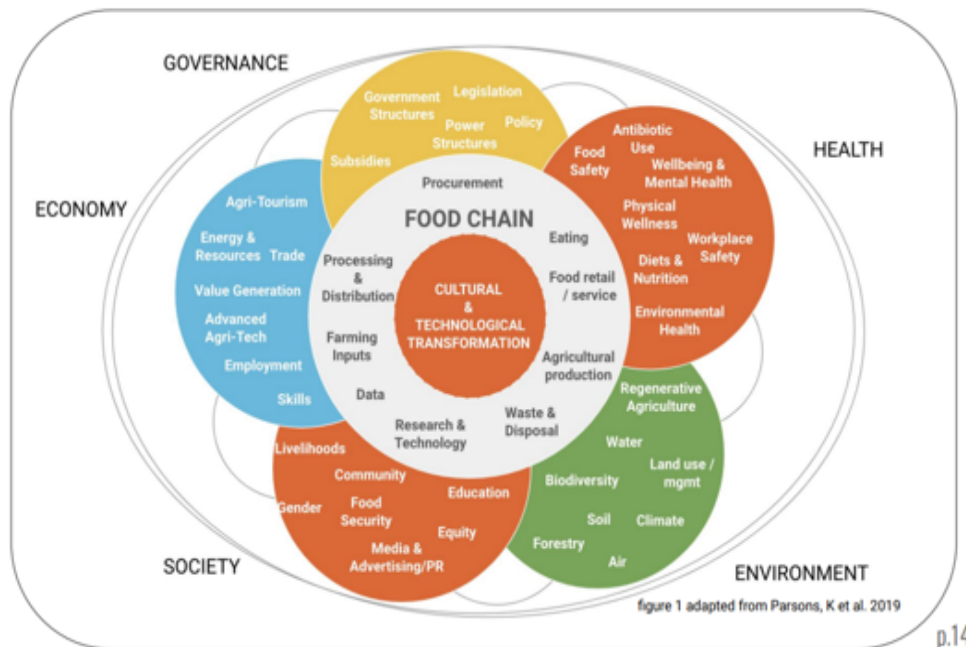 GOVERNANCE
HEALTH
ECONOMY
SOCIETY
ENVIRONMENT
Government
Structures
Legislation
Power
Structures
Policy
Subsidies
Antibiotic
Use
Food
Safety
Wellbeing &
Mental Health
Physical
Wellness
Workplace
Safety
Diets &
Nutrition
Environmental
Health
Agri-Tourism
Energy &
Resources
Trade
Value Generation
Advanced
Agri-Tech
Employment
Skills
Procurement
FOOD CHAIN
Eating
Processing
&
Distribution
Food retail
/ service
Farming
Inputs
Agricultural
production
Data
Research &
Technology
Waste &
Disposal
CULTURAL
&
TECHNOLOGICAL
TRANSFORMATION
Livelihoods
Community
Education
Gender
Food
Security
Equity
Media &
Advertising/PR
Regenerative
Agriculture
Water
Land use /
mgmt
Biodiversity
Soil
Climate
Forestry
Air
figure 1 adapted from Parsons, K et al. 2019
p.14